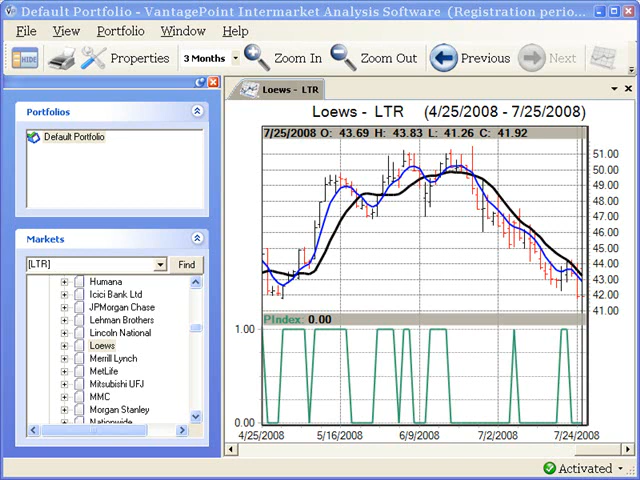 Default Portfolio - VantagePoint Intermarket Analysis Software (Registration perio...
File View Portfolio Window Help
HIDE Properties 3 Months Zoom In Zoom Out Previous Next
Portfolios
Default Portfolio
Markets
[LTR] Find
Humana
Icici Bank Ltd
JPMorgan Chase
Lehman Brothers
Lincoln National
Loews
Merrill Lynch
MetLife
Mitsubishi UFJ
MMC
Morgan Stanley
Nationwide
Loews - LTR
Loews - LTR (4/25/2008 - 7/25/2008)
7/25/2008 O: 43.69 H: 43.83 L: 41.26 C: 41.92
51.00
50.00
49.00
48.00
47.00
46.00
45.00
44.00
43.00
42.00
41.00
PIndex: 0.00
1.00
0.00
4/25/2008 5/16/2008 6/9/2008 7/2/2008 7/24/2008
Activated